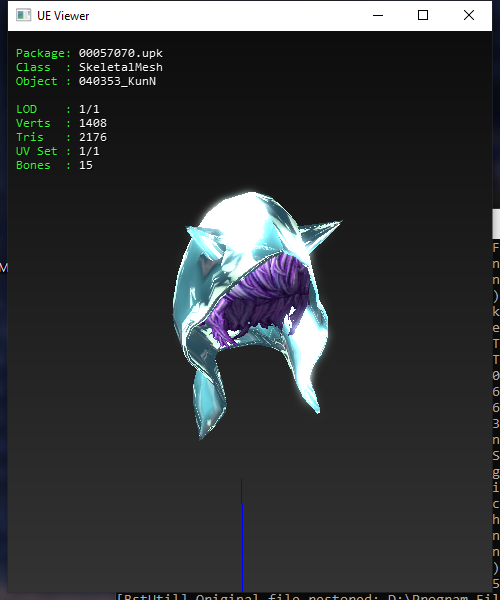 UE Viewer
Package: 00057070.upk
Class : SkeletalMesh
Object : 040353_KunN
LOD : 1/1
Verts : 1408
Tris : 2176
UV Set : 1/1
Bones : 15
M
F
n
n
)
k
e
T
T
0
6
6
3
n
S
g
i
c
h
n
n
)
5
[BstUtil] Original file restored: D:\Program Fil